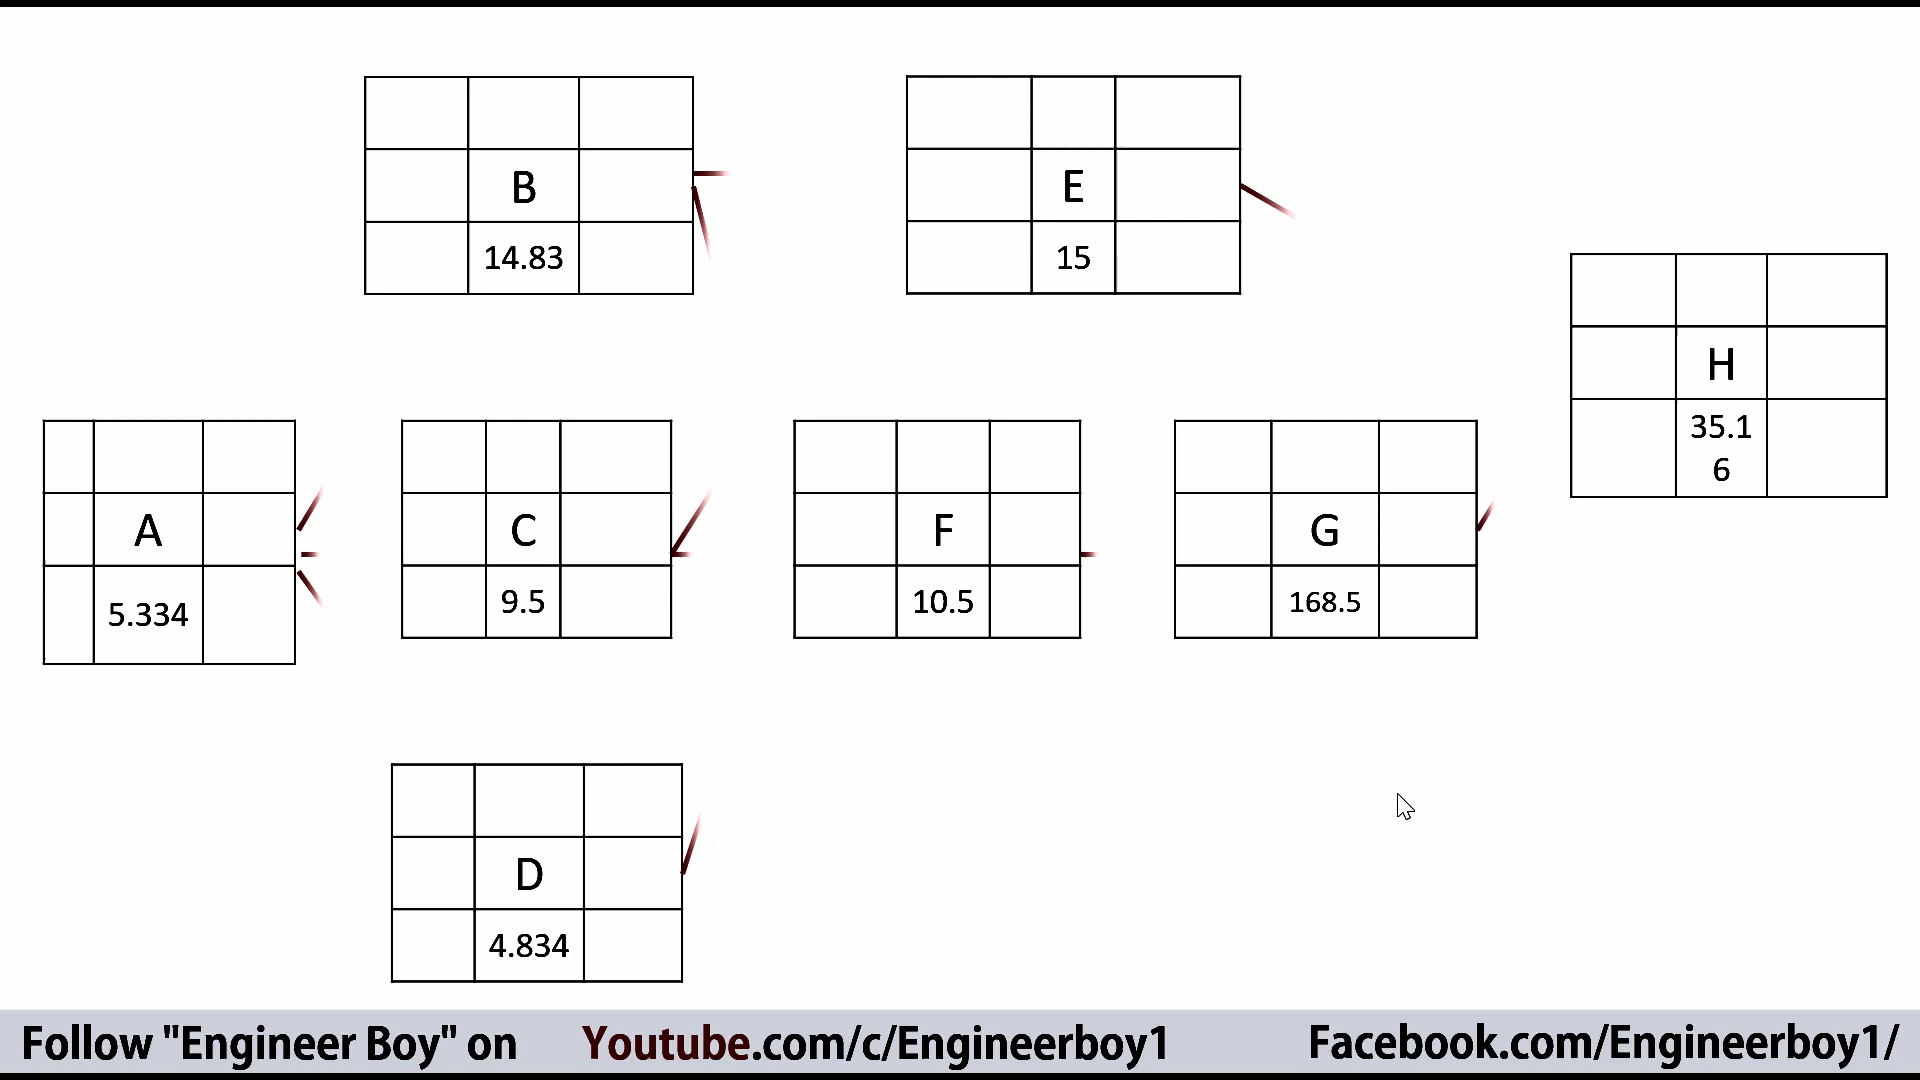 B
14.83
E
15
H
35.1
6
A
5.334
C
9.5
F
10.5
G
168.5
D
4.834
Follow "Engineer Boy" on Youtube.com/c/Engineerboy1 Facebook.com/Engineerboy1/